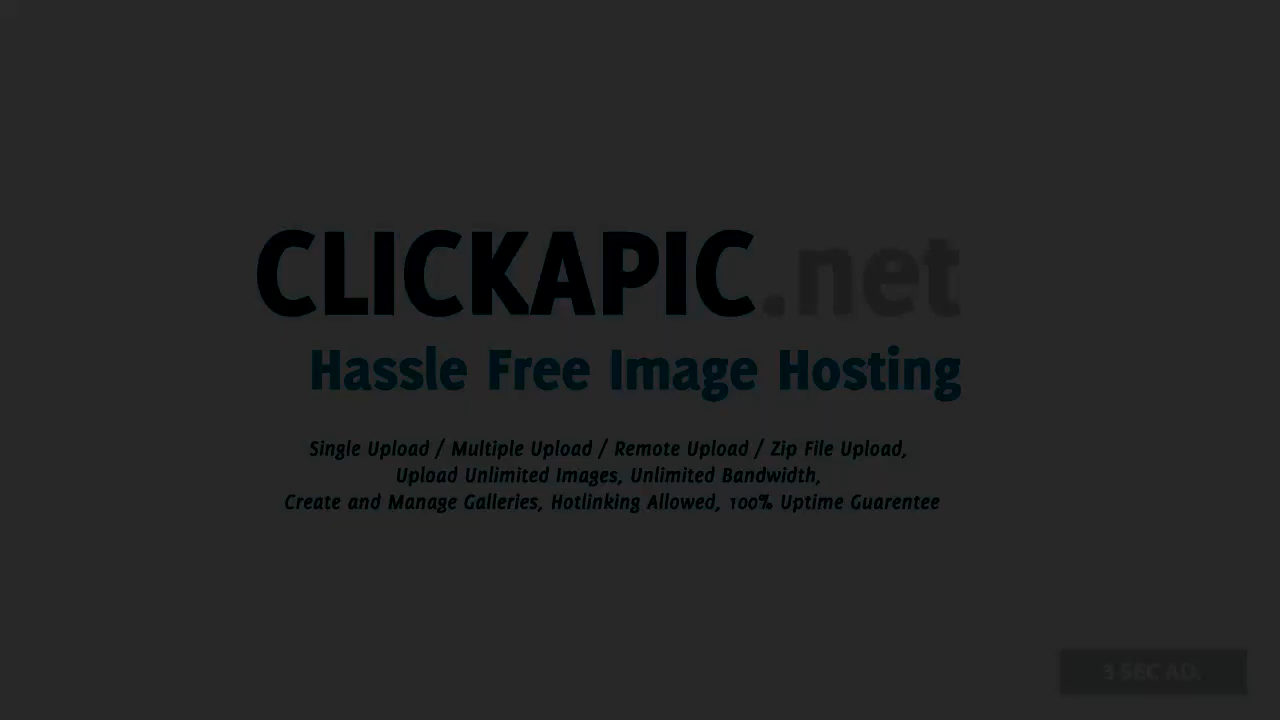 CLICKAPIC.net
Hassle Free Image Hosting
Single Upload / Multiple Upload / Remote Upload / Zip File Upload,
Upload Unlimited Images, Unlimited Bandwidth,
Create and Manage Galleries, Hotlinking Allowed, 100% Uptime Guarentee
3 SEC AD.